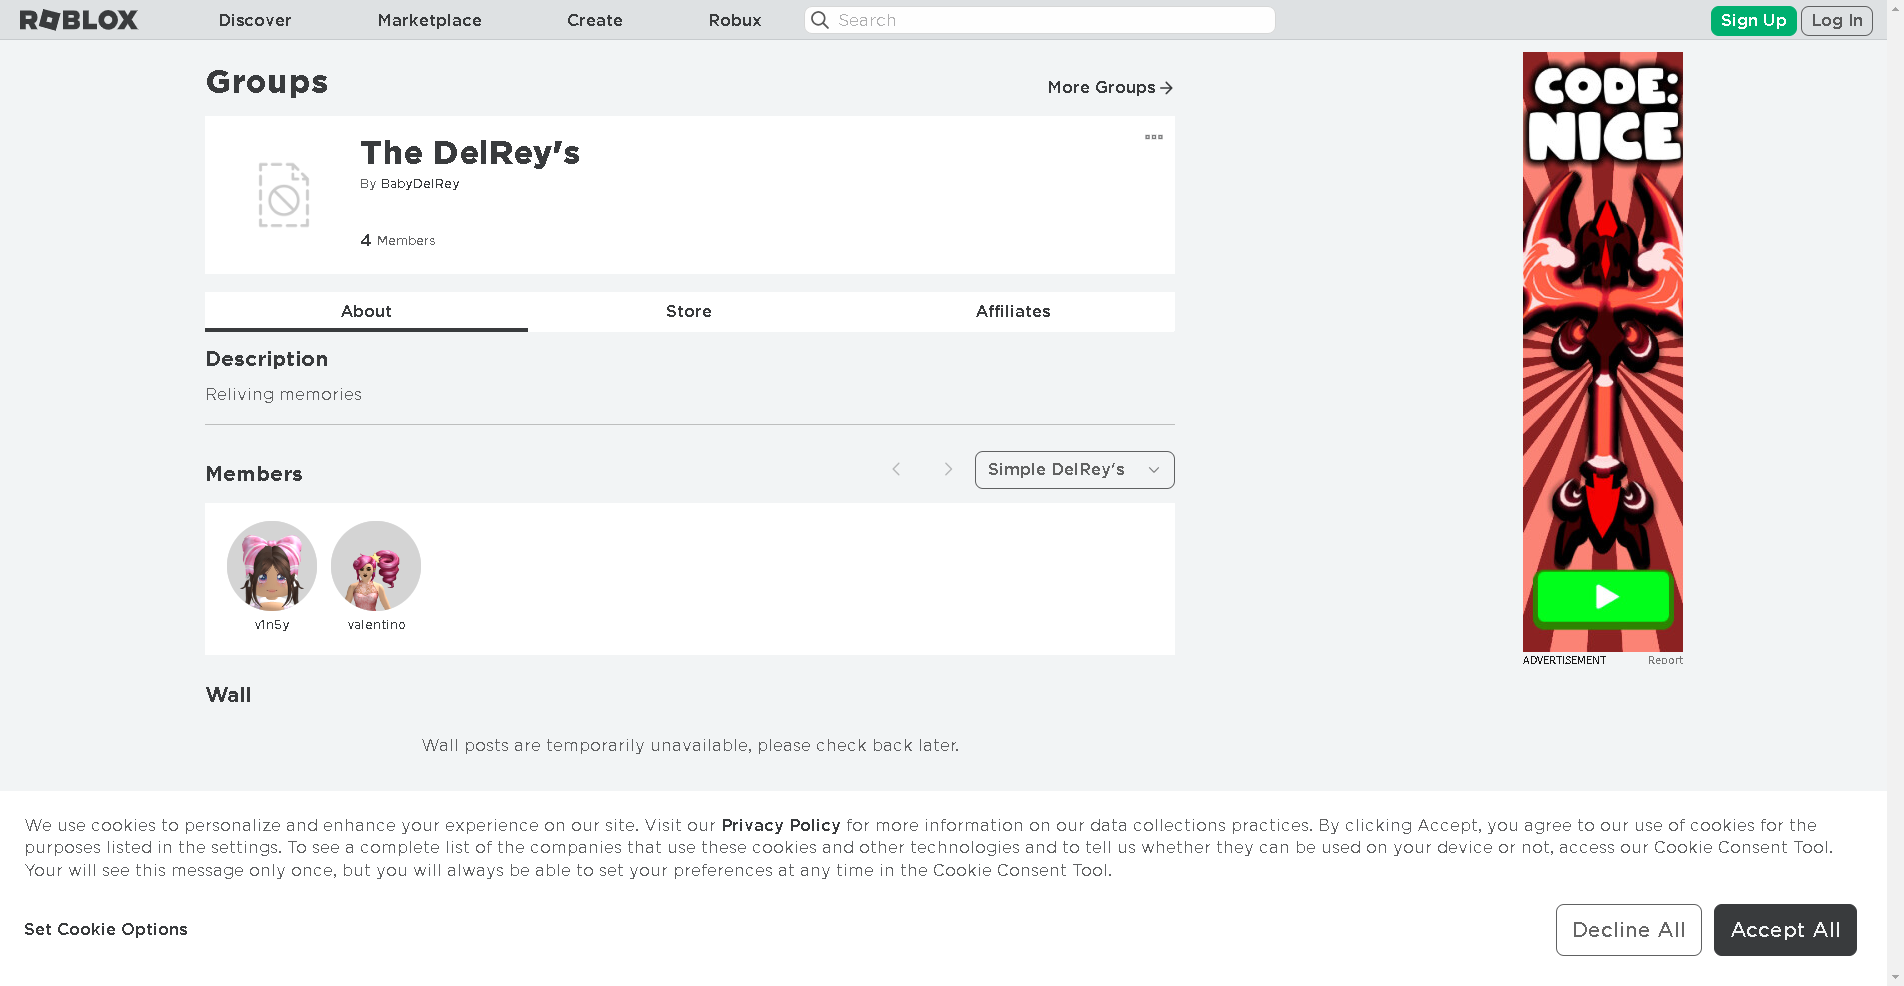 ROBLOX Discover Marketplace Create Robux Search Sign Up Log In
Groups
More Groups
The DelRey's
By BabyDelRey
4 Members
About Store Affiliates
Description
Reliving memories
Members
Simple DelRey's
v1n5y valentino
Wall
Wall posts are temporarily unavailable, please check back later.
CODE:
NICE
ADVERTISEMENT Report
We use cookies to personalize and enhance your experience on our site. Visit our Privacy Policy for more information on our data collections practices. By clicking Accept, you agree to our use of cookies for the
purposes listed in the settings. To see a complete list of the companies that use these cookies and other technologies and to tell us whether they can be used on your device or not, access our Cookie Consent Tool.
Your will see this message only once, but you will always be able to set your preferences at any time in the Cookie Consent Tool.
Set Cookie Options
Decline All
Accept All